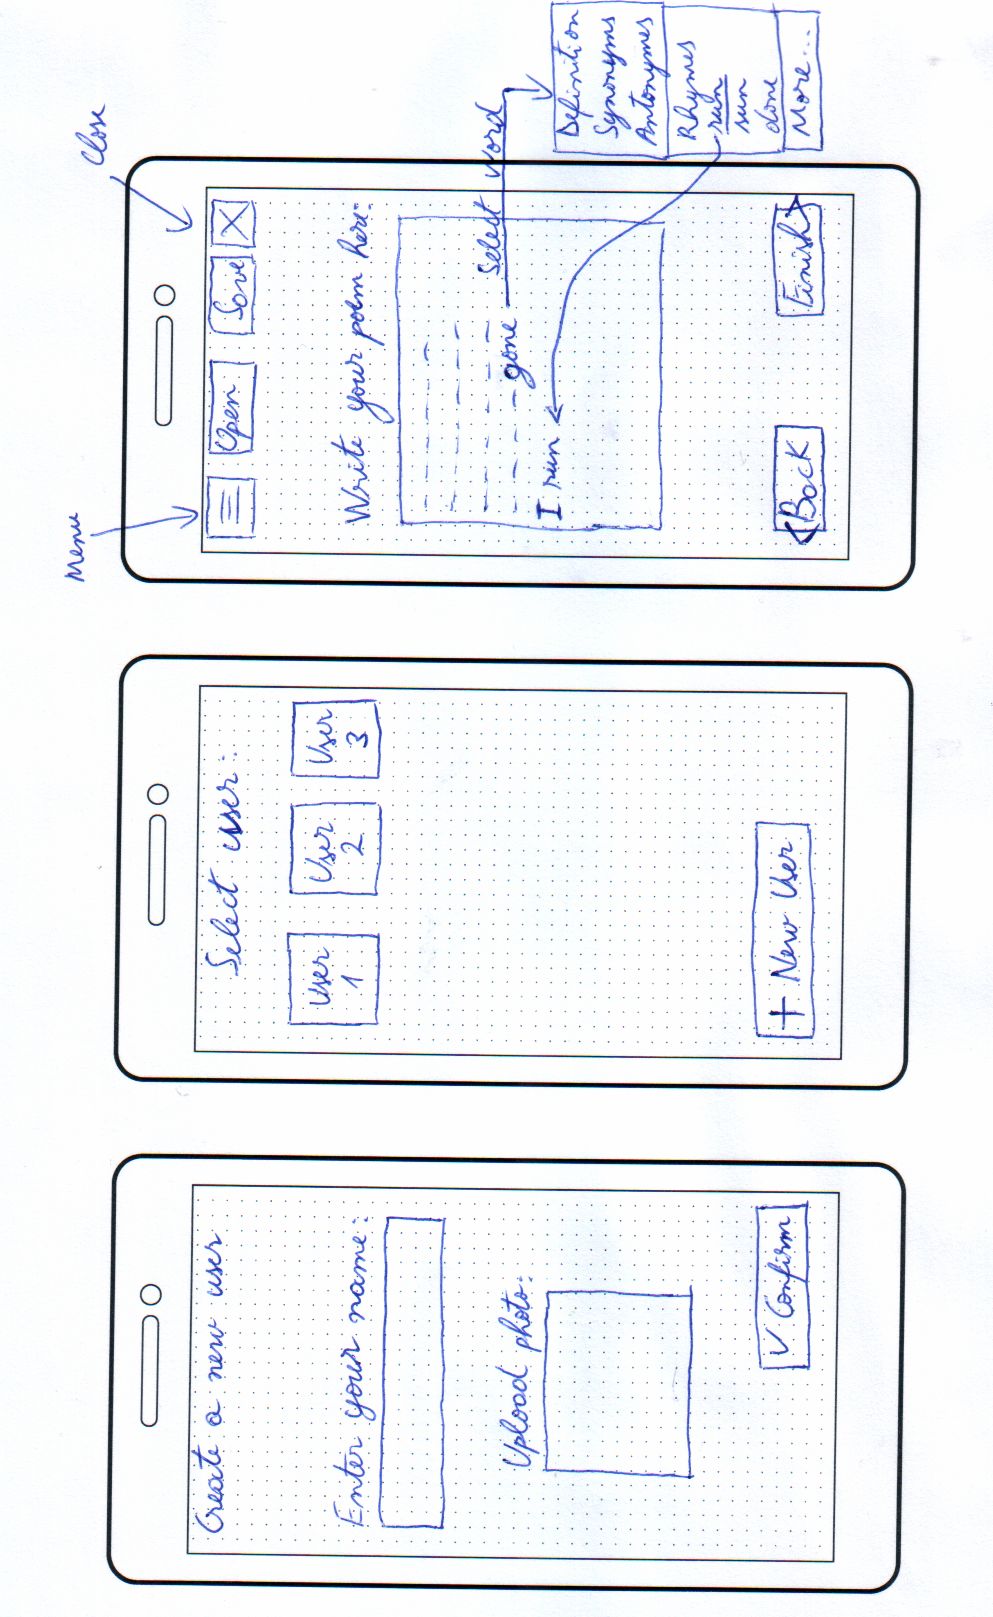 Create a new user
Enter your name:
Upload photo:
V Confirm
Select user:
User
1
User
2
User
3
+ New User
Menu
Close
Open
Save
X
Write your poem here:
gone
Select word
I run
Back
Finish
Definition
Synonyms
Antonymes
Rhymes
run
sun
done
More...